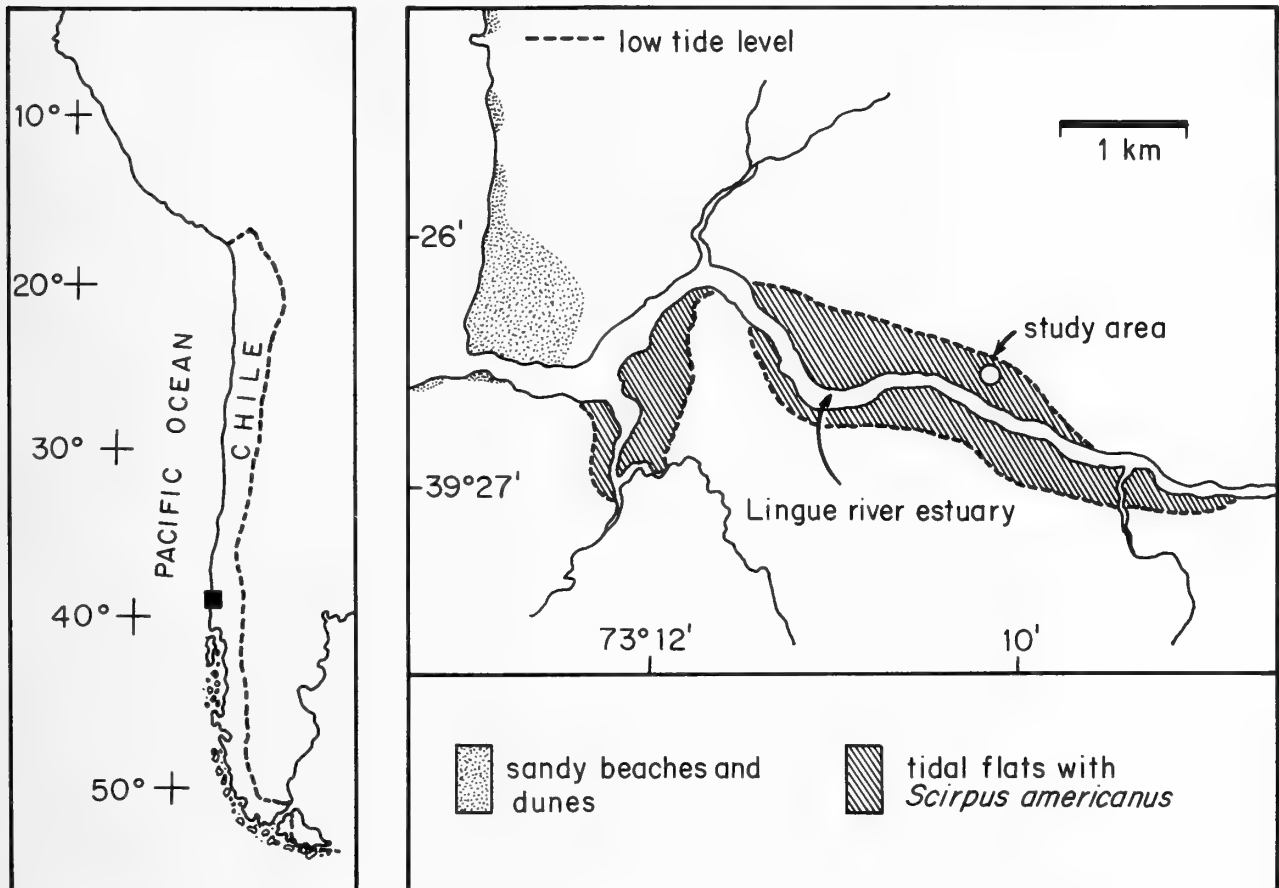 10°
20°
30°
40°
50°
PACIFIC OCEAN
CHILE
low tide level
1 km
26'
study area
39°27'
Lingue river estuary
73°12'
10'
sandy beaches and
dunes
tidal flats with
Scirpus americanus